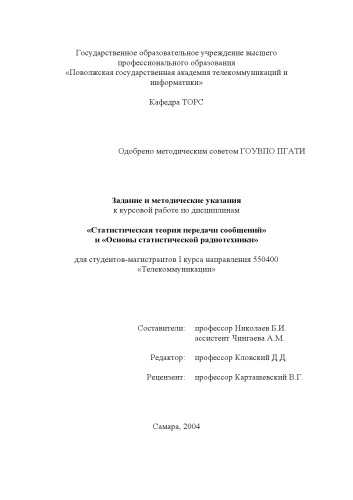 Государственное образовательное учреждение высшего
профессионального образования
«Поволжская государственная академия телекоммуникаций и
информатики»
Кафедра ТОРС
Одобрено методическим советом ГОУВПО ПГАТИ
Задание и методические указания
к курсовой работе по дисциплинам
«Статистическая теория передачи сообщений»
и «Основы статистической радиотехники»
для студентов-магистрантов I курса направления 550400
«Телекоммуникации»
Составители: профессор Николаев Б.И.
ассистент Чингаева А.М.
Редактор: профессор Кловский Д.Д.
Рецензент: профессор Карташевский В.Г.
Самара, 2004